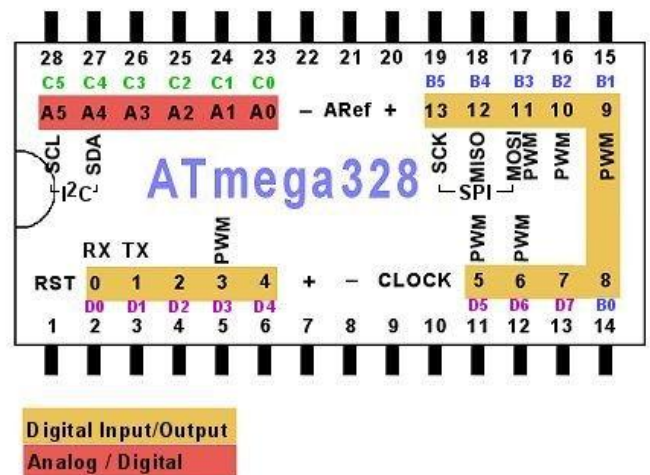 28 27 26 25 24 23 22 21 20 19 18 17 16 15
C5 C4 C3 C2 C1 C0 B5 B4 B3 B2 B1
A5 A4 A3 A2 A1 A0 – ARef + 13 12 11 10 9
SCL SDA SCK MISO MOSI PWM PWM PWM
I²C ATmega328 SPI
RX TX PWM PWM PWM
RST 0 1 2 3 4 + – CLOCK 5 6 7 8
D0 D1 D2 D3 D4 D5 D6 D7 B0
1 2 3 4 5 6 7 8 9 10 11 12 13 14
Digital Input/Output
Analog / Digital